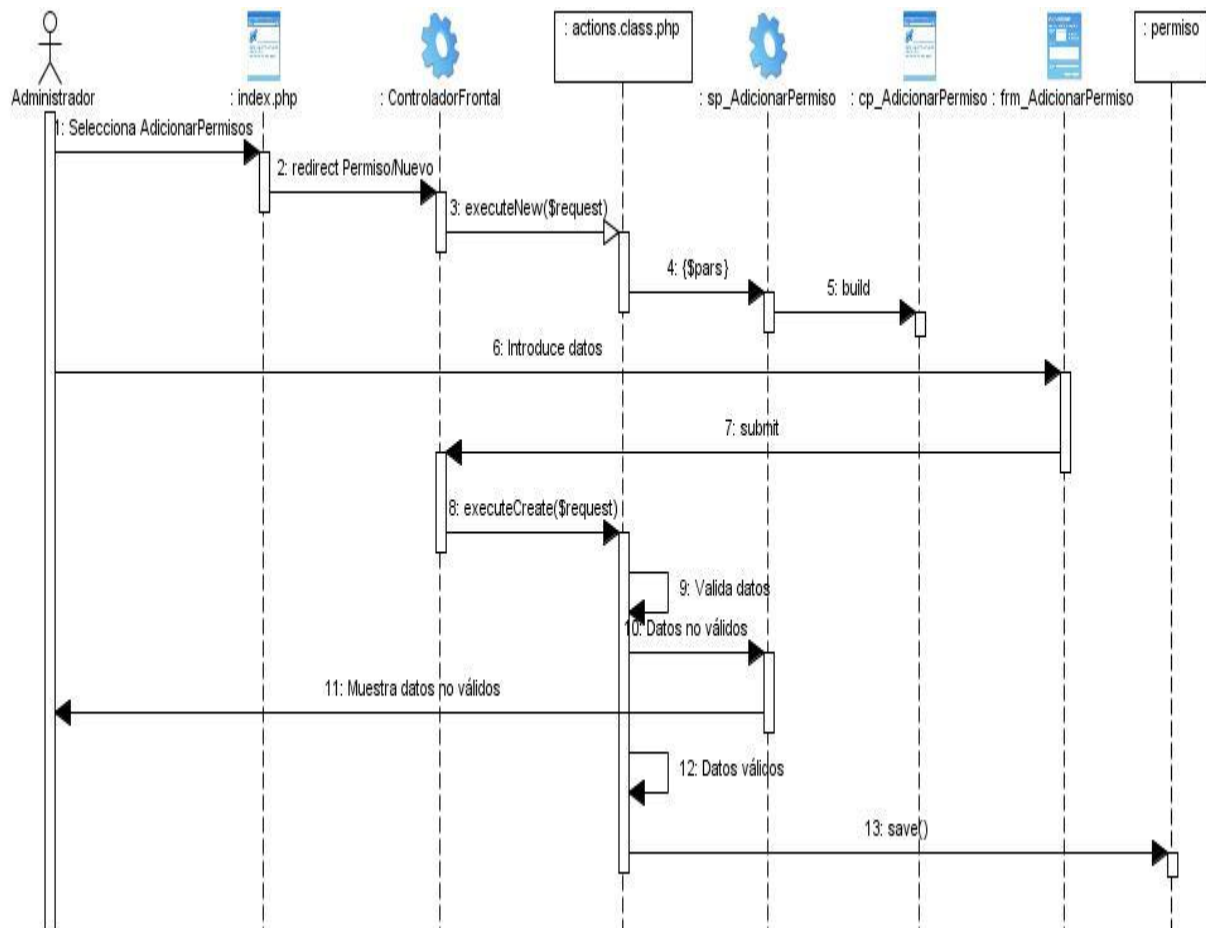 : actions.class.php
: permiso
Administrador
: index.php
: ControladorFrontal
: sp_AdicionarPermiso
: cp_AdicionarPermiso
: frm_AdicionarPermiso
1: Selecciona AdicionarPermisos
2: redirect Permiso/Nuevo
3: executeNew($request)
4: {$pars}
5: build
6: Introduce datos
7: submit
8: executeCreate($request)
9: Valida datos
10: Datos no válidos
11: Muestra datos no válidos
12: Datos válidos
13: save()